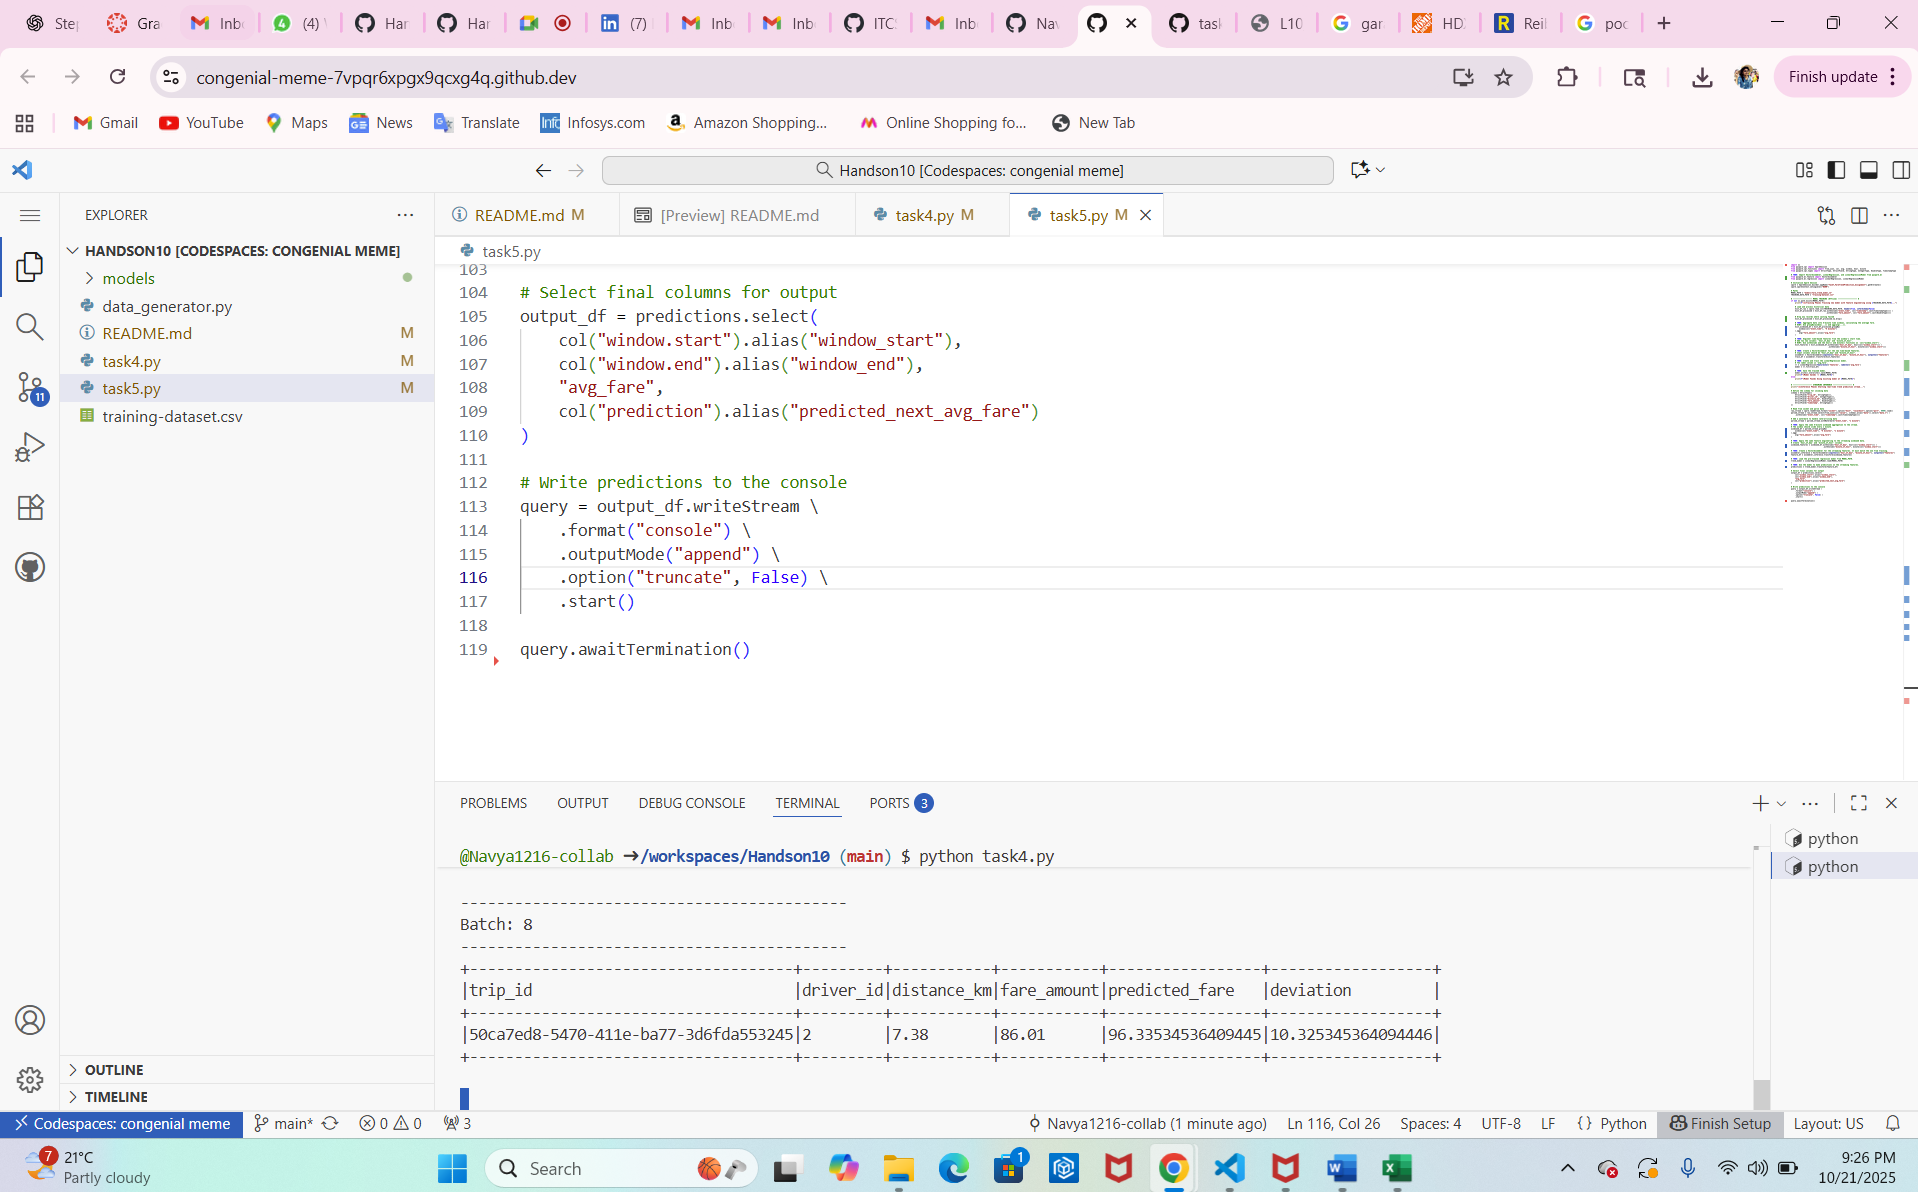 Ste
Gra
Inb
(4)
Har
Har
(7)
Inb
Inb
ITC
Inb
Nav
task
L10
gar
HD
Reil
poc
congenial-meme-7vpqr6xpgx9qcxg4q.github.dev
Finish update
Gmail
YouTube
Maps
News
Translate
Infosys.com
Amazon Shopping...
Online Shopping fo...
New Tab
Handson10 [Codespaces: congenial meme]
EXPLORER
HANDSON10 [CODESPACES: CONGENIAL MEME]
models
data_generator.py
README.md M
task4.py M
task5.py M
training-dataset.csv
11
OUTLINE
TIMELINE
README.md M
[Preview] README.md
task4.py M
task5.py M
task5.py
103
104 # Select final columns for output
105 output_df = predictions.select(
106 col("window.start").alias("window_start"),
107 col("window.end").alias("window_end"),
108 "avg_fare",
109 col("prediction").alias("predicted_next_avg_fare")
110 )
111
112 # Write predictions to the console
113 query = output_df.writeStream \
114 .format("console") \
115 .outputMode("append") \
116 .option("truncate", False) \
117 .start()
118
119 query.awaitTermination()
PROBLEMS OUTPUT DEBUG CONSOLE TERMINAL PORTS 3
python
python
@Navya1216-collab ➜/workspaces/Handson10 (main) $ python task4.py
-------------------------------------------
Batch: 8
-------------------------------------------
+------------------------------------+---------+-----------+-----------+-----------------+------------------+
|trip_id |driver_id|distance_km|fare_amount|predicted_fare |deviation |
+------------------------------------+---------+-----------+-----------+-----------------+------------------+
|50ca7ed8-5470-411e-ba77-3d6fda553245|2 |7.38 |86.01 |96.33534536409445|10.325345364094446|
+------------------------------------+---------+-----------+-----------+-----------------+------------------+
Codespaces: congenial meme main* 0 0 3 Navya1216-collab (1 minute ago) Ln 116, Col 26 Spaces: 4 UTF-8 LF {} Python Finish Setup Layout: US
7
21°C
Partly cloudy
Search
1
9:26 PM
10/21/2025